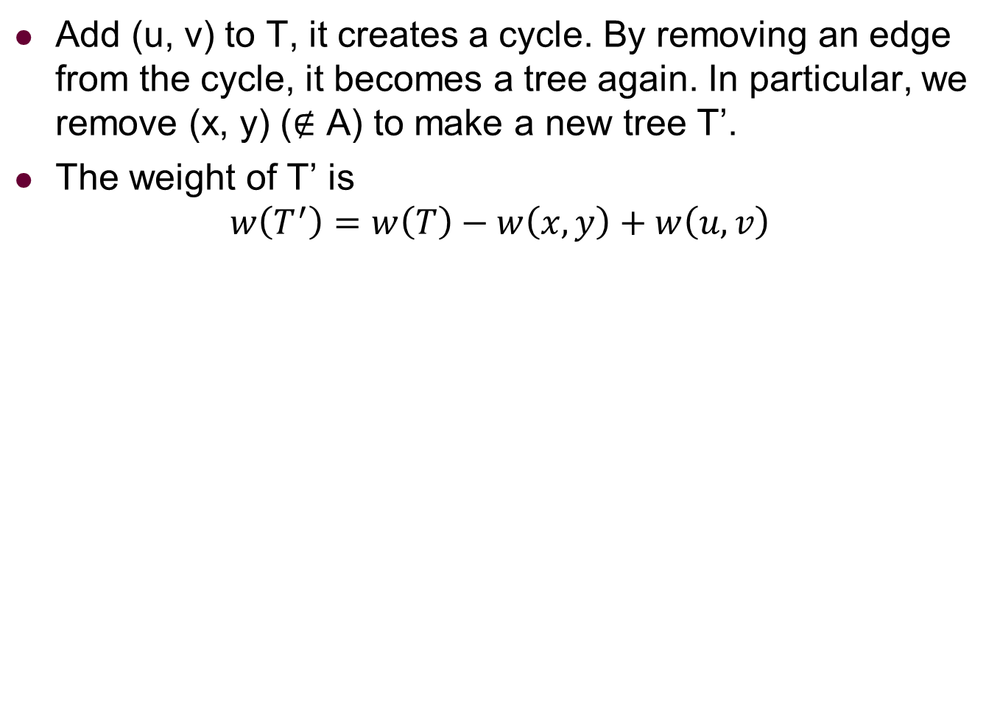 • Add (u, v) to T, it creates a cycle. By removing an edge
from the cycle, it becomes a tree again. In particular, we
remove (x, y) (∉ A) to make a new tree T’.
• The weight of T’ is
𝑤(𝑇′) = 𝑤(𝑇) − 𝑤(𝑥, 𝑦) + 𝑤(𝑢, 𝑣)